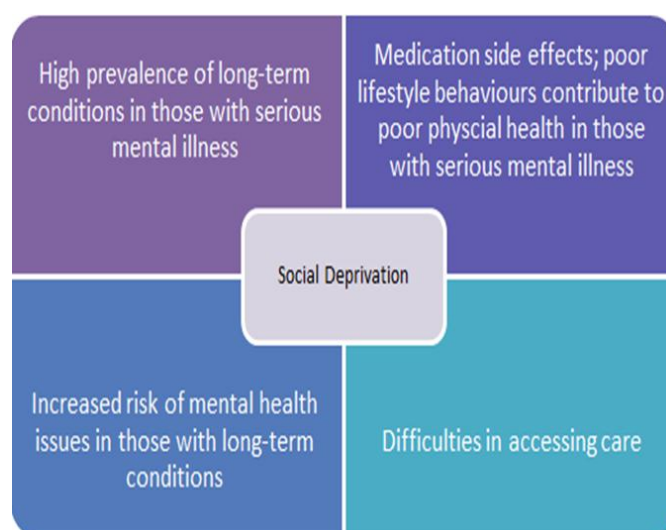 High prevalence of long-term
conditions in those with serious
mental illness
Medication side effects; poor
lifestyle behaviours contribute to
poor physcial health in those
with serious mental illness
Social Deprivation
Increased risk of mental health
issues in those with long-term
conditions
Difficulties in accessing care